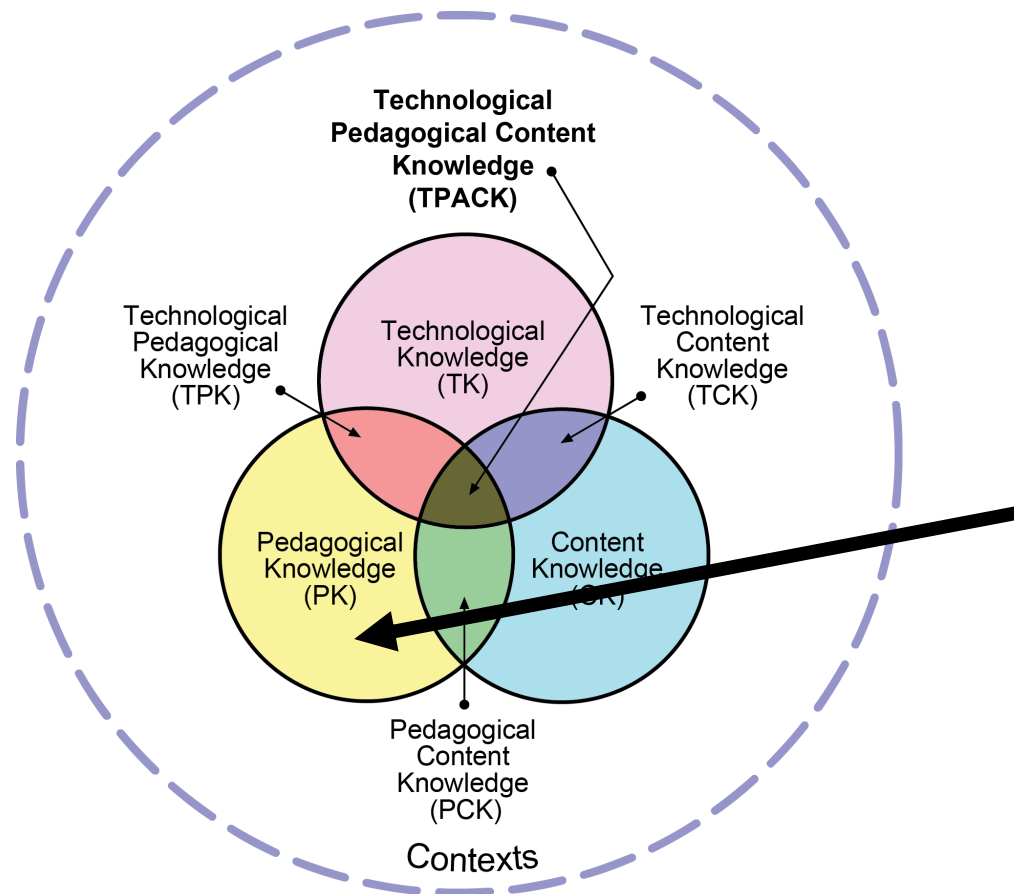 Technological
Pedagogical Content
Knowledge
(TPACK)
Technological
Pedagogical
Knowledge
(TPK)
Technological
Knowledge
(TK)
Technological
Content
Knowledge
(TCK)
Pedagogical
Knowledge
(PK)
Content
Knowledge
(CK)
Pedagogical
Content
Knowledge
(PCK)
Contexts